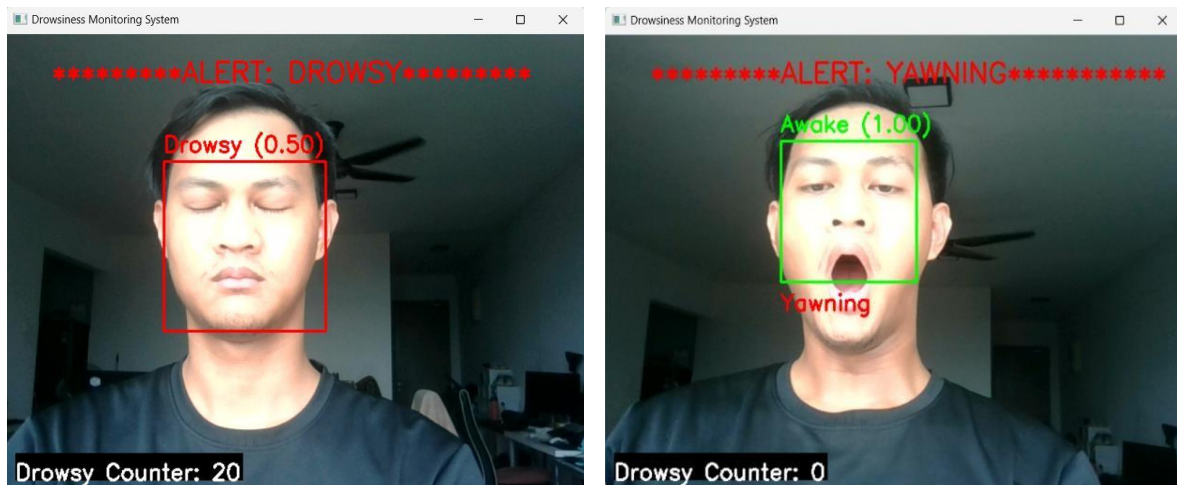 Drowsiness Monitoring System
*********ALERT: DROWSY*********
Drowsy (0.50)
Drowsy Counter: 20
Drowsiness Monitoring System
*********ALERT: YAWNING***********
Awake (1.00)
Yawning
Drowsy Counter: 0